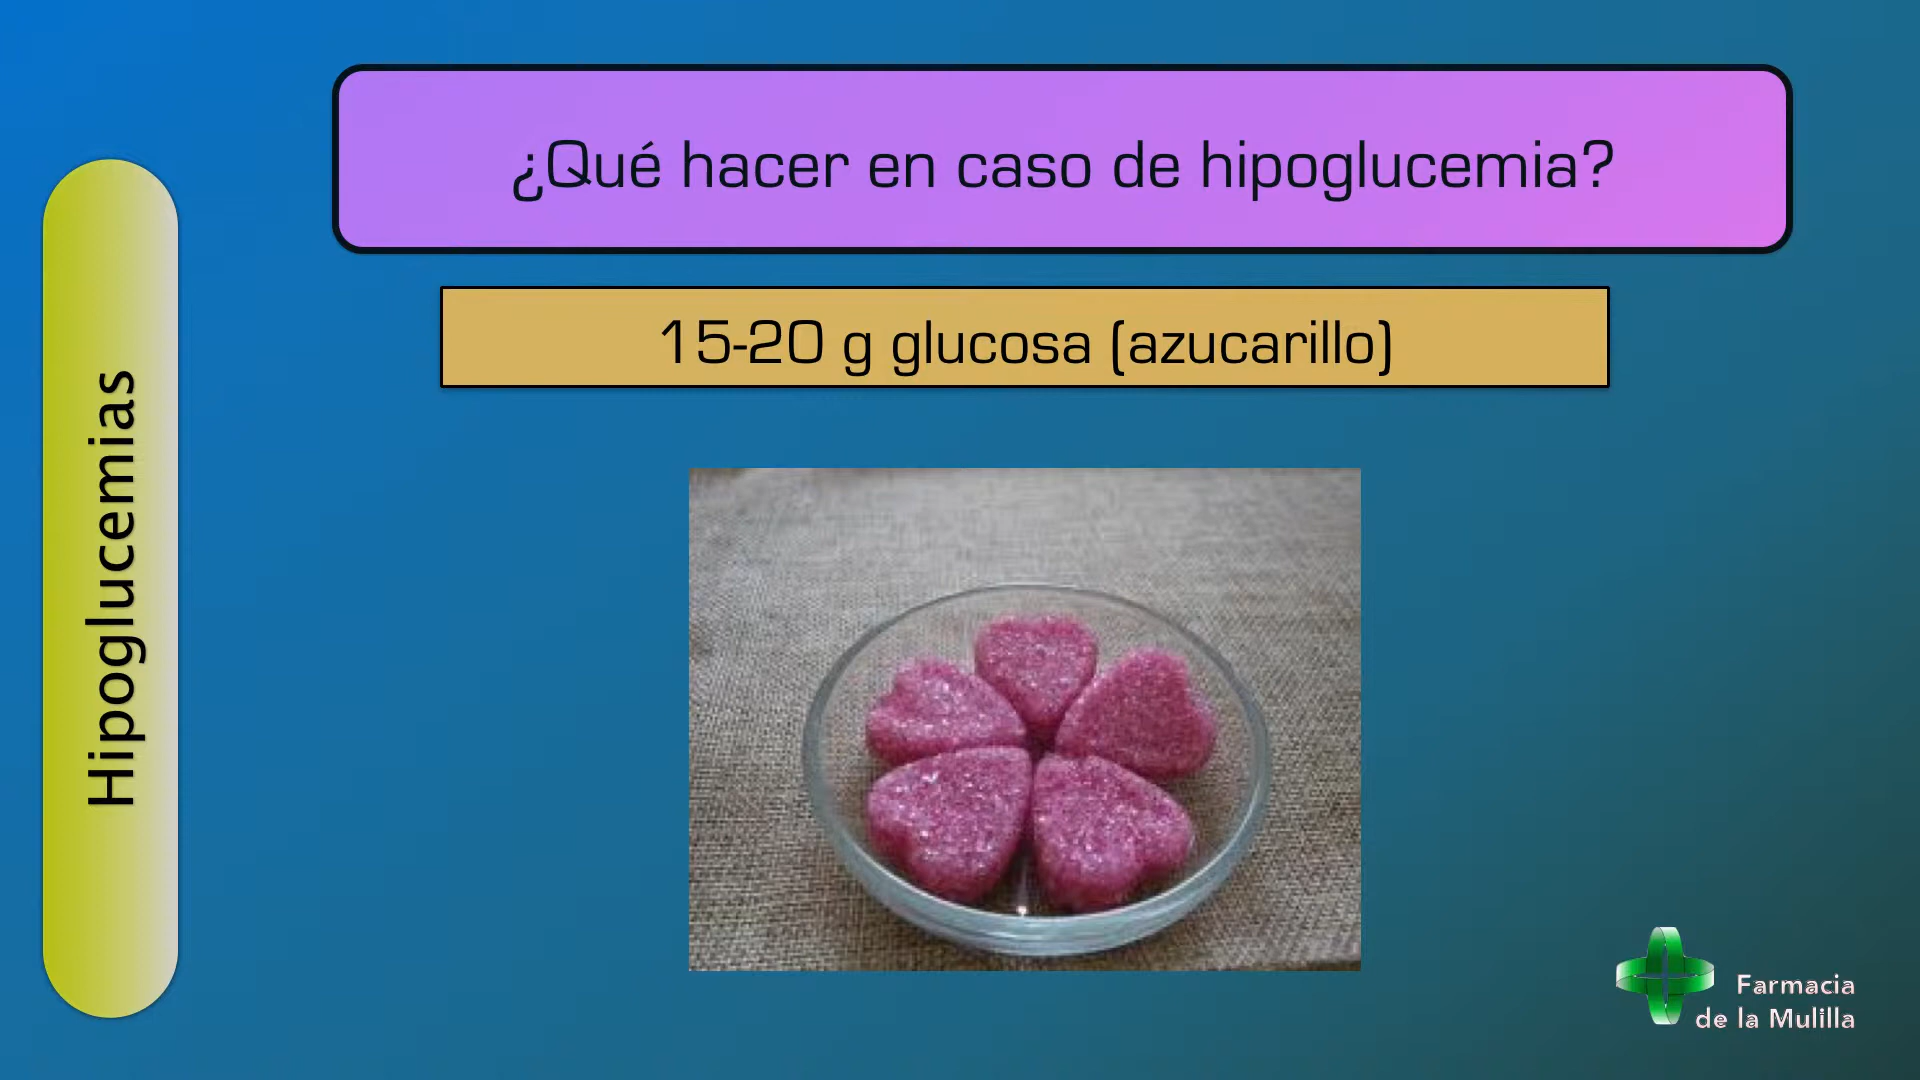 ¿Qué hacer en caso de hipoglucemia?
15-20 g glucosa (azucarillo)
Hipoglucemias
Farmacia
de la Mulilla